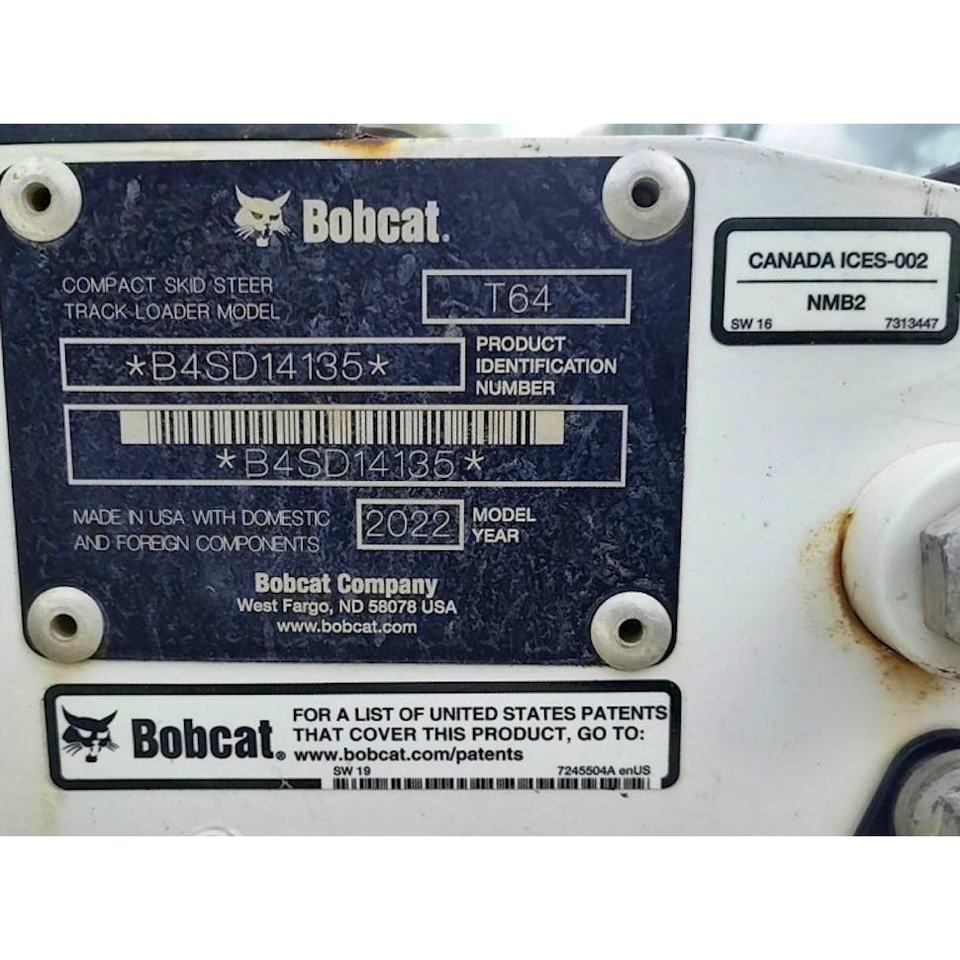 Bobcat.
COMPACT SKID STEER
TRACK LOADER MODEL
T64
*B4SD14135*
PRODUCT
IDENTIFICATION
NUMBER
*B4SD14135*
MADE IN USA WITH DOMESTIC
AND FOREIGN COMPONENTS
2022
MODEL
YEAR
Bobcat Company
West Fargo, ND 58078 USA
www.bobcat.com
CANADA ICES-002
NMB2
SW 16 7313447
Bobcat®
FOR A LIST OF UNITED STATES PATENTS
THAT COVER THIS PRODUCT, GO TO:
www.bobcat.com/patents
SW 19 7245504A enUS